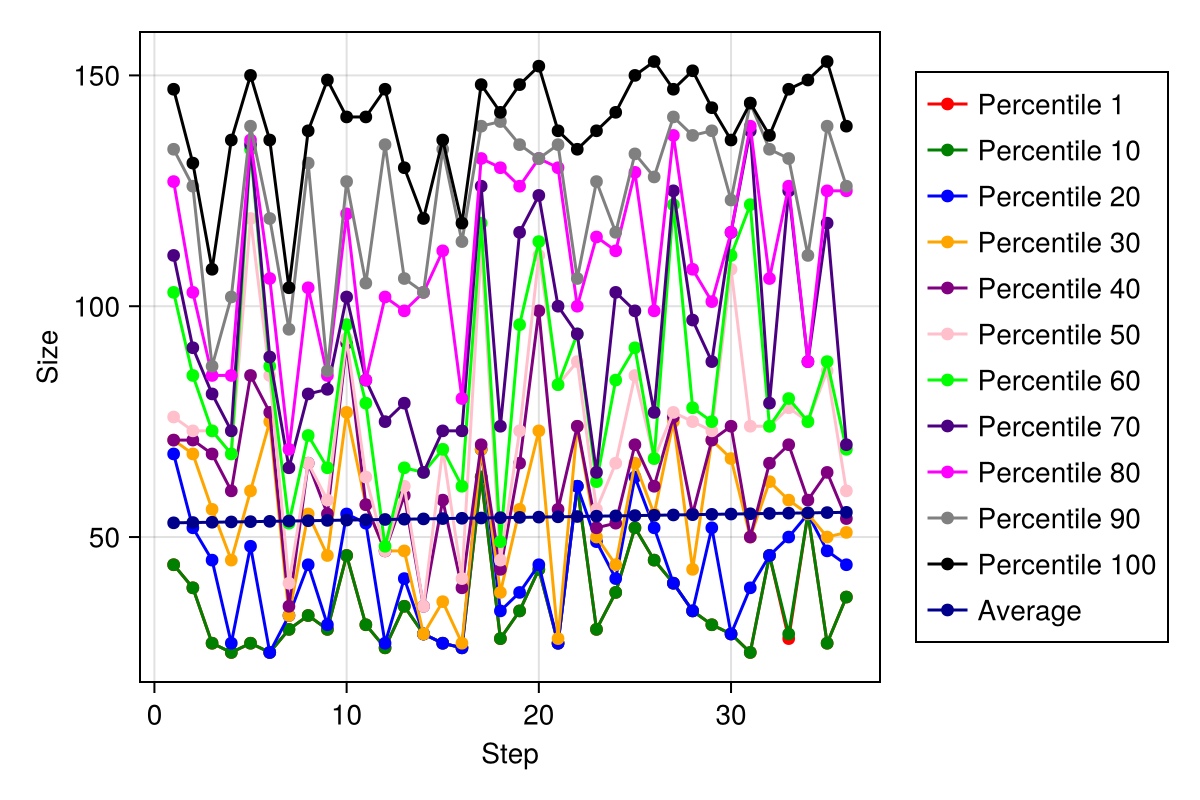 150
100
50
Size
0
10
20
30
Step
Percentile 1
Percentile 10
Percentile 20
Percentile 30
Percentile 40
Percentile 50
Percentile 60
Percentile 70
Percentile 80
Percentile 90
Percentile 100
Average